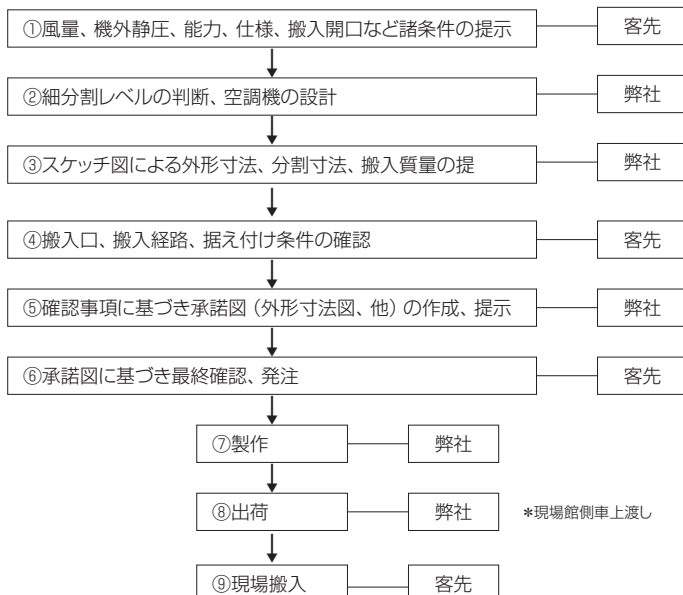 ①風量、機外静圧、能力、仕様、搬入開口など諸条件の提示 客先
②細分割レベルの判断、空調機の設計 弊社
③スケッチ図による外形寸法、分割寸法、搬入質量の提 弊社
④搬入口、搬入経路、据え付け条件の確認 客先
⑤確認事項に基づき承諾図（外形寸法図、他）の作成、提示 弊社
⑥承諾図に基づき最終確認、発注 客先
⑦製作 弊社
⑧出荷 弊社 *現場館側車上渡し
⑨現場搬入 客先